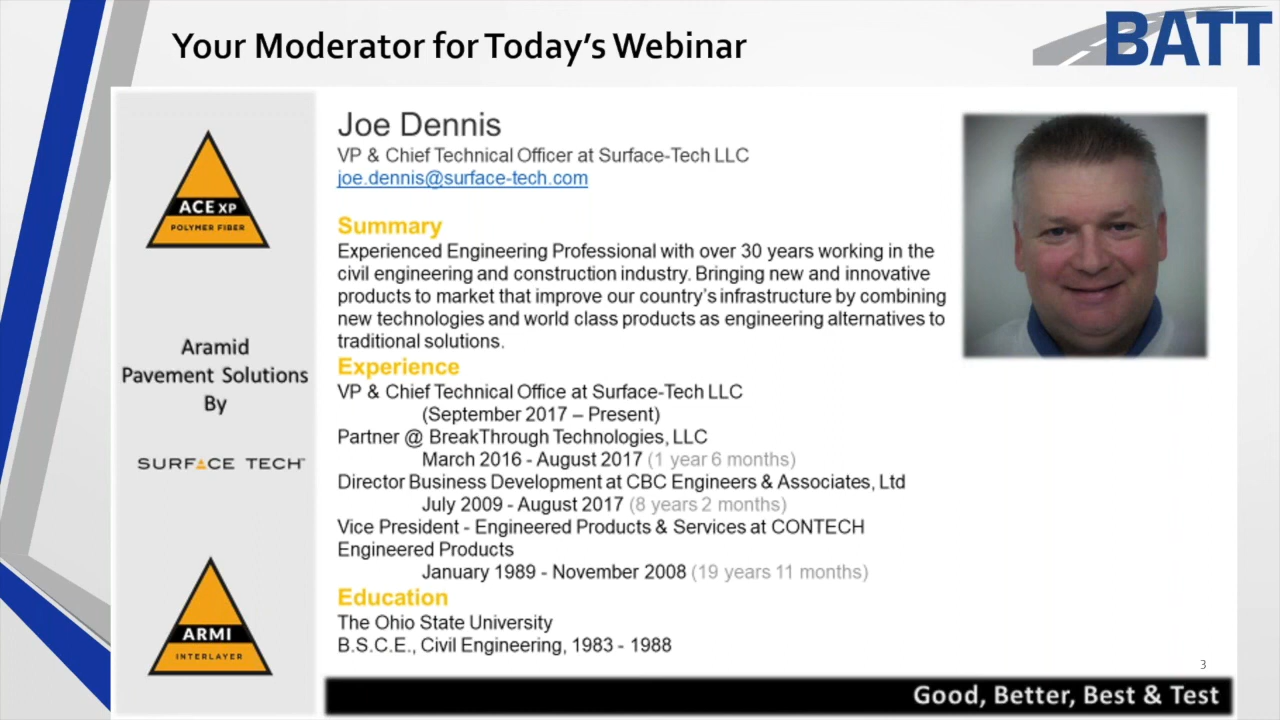 Your Moderator for Today's Webinar
BATT
ACE XP
POLYMER FIBER
Aramid
Pavement Solutions
By
SURFACE TECH
ARMI
INTERLAYER
Joe Dennis
VP & Chief Technical Officer at Surface-Tech LLC
joe.dennis@surface-tech.com
Summary
Experienced Engineering Professional with over 30 years working in the
civil engineering and construction industry. Bringing new and innovative
products to market that improve our country's infrastructure by combining
new technologies and world class products as engineering alternatives to
traditional solutions.
Experience
VP & Chief Technical Office at Surface-Tech LLC
(September 2017 – Present)
Partner @ BreakThrough Technologies, LLC
March 2016 - August 2017 (1 year 6 months)
Director Business Development at CBC Engineers & Associates, Ltd
July 2009 - August 2017 (8 years 2 months)
Vice President - Engineered Products & Services at CONTECH
Engineered Products
January 1989 - November 2008 (19 years 11 months)
Education
The Ohio State University
B.S.C.E., Civil Engineering, 1983 - 1988
3
Good, Better, Best & Test